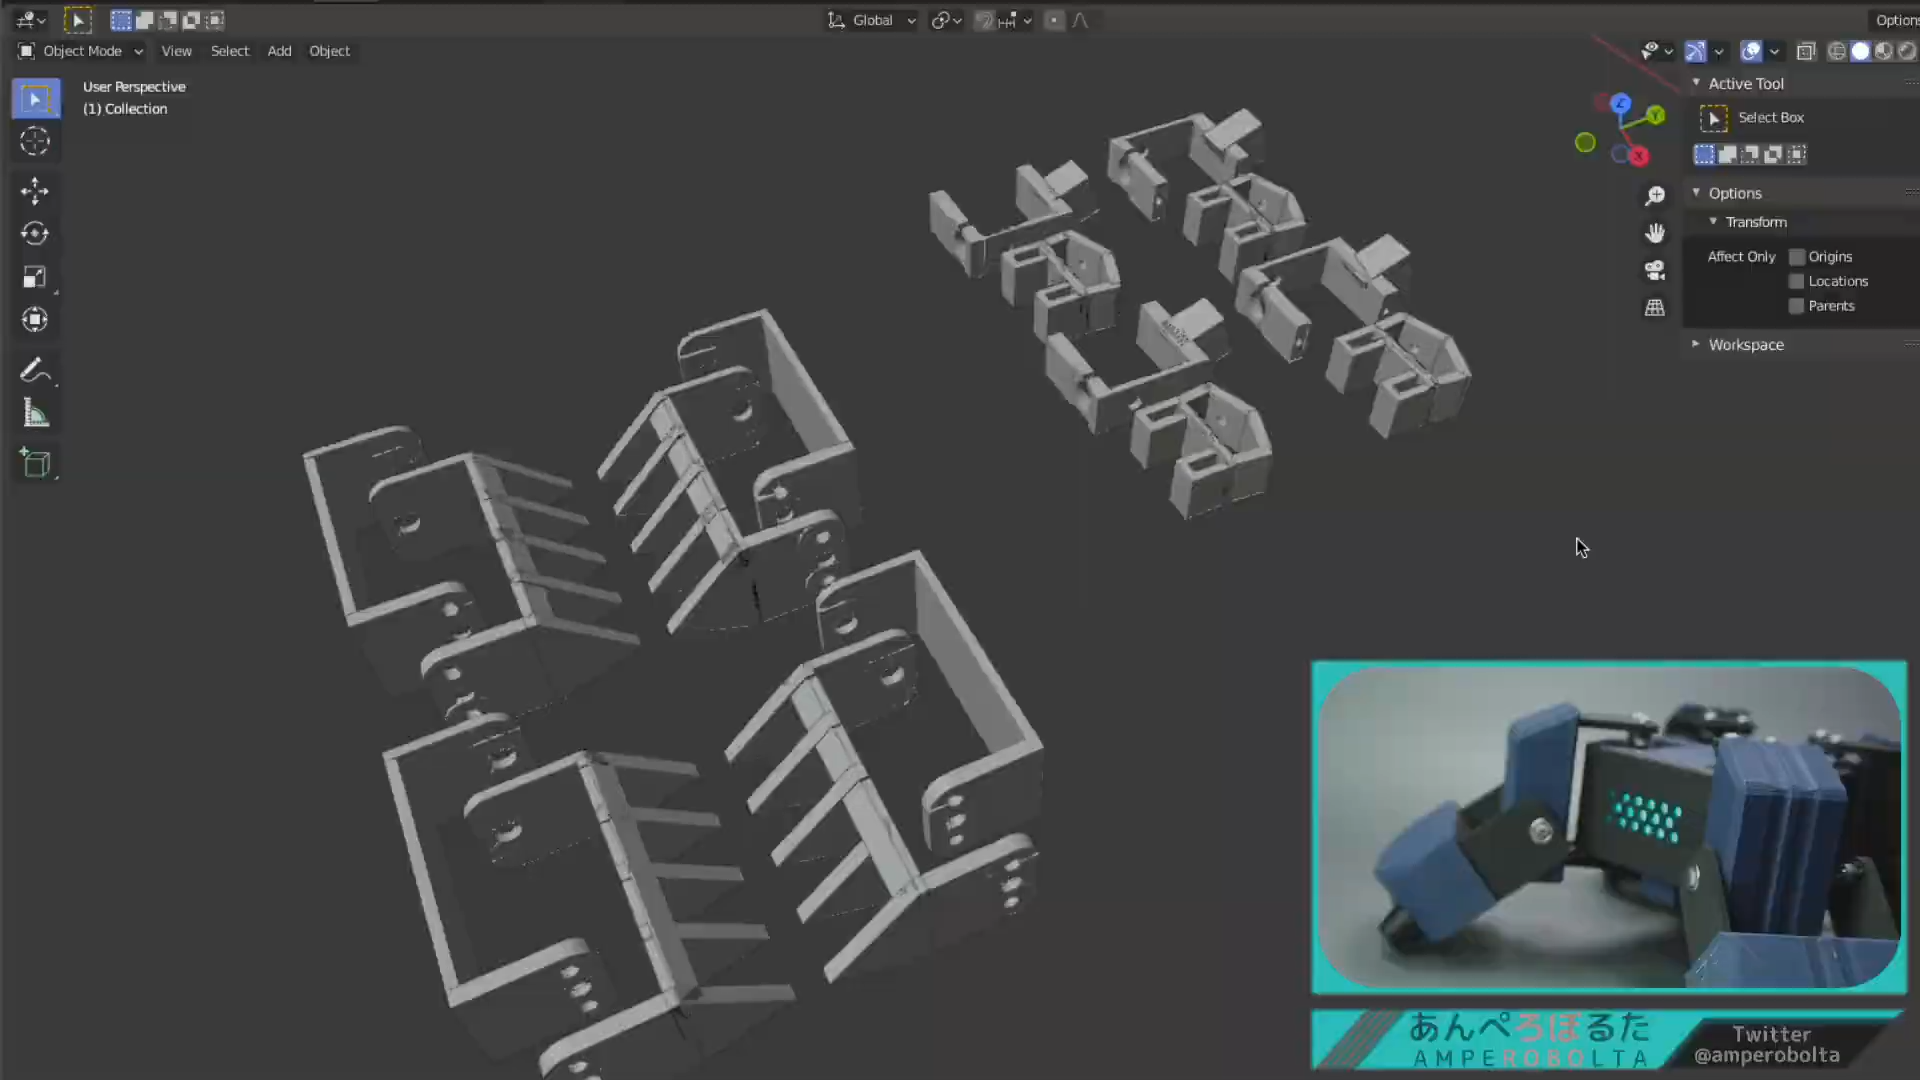 Global
Options
Object Mode
View
Select
Add
Object
User Perspective
(1) Collection
Active Tool
Select Box
Options
Transform
Affect Only
Origins
Locations
Parents
Workspace
Z
Y
X
あんぺろぼるた
AMPEROBOLTA
Twitter
@amperobolta